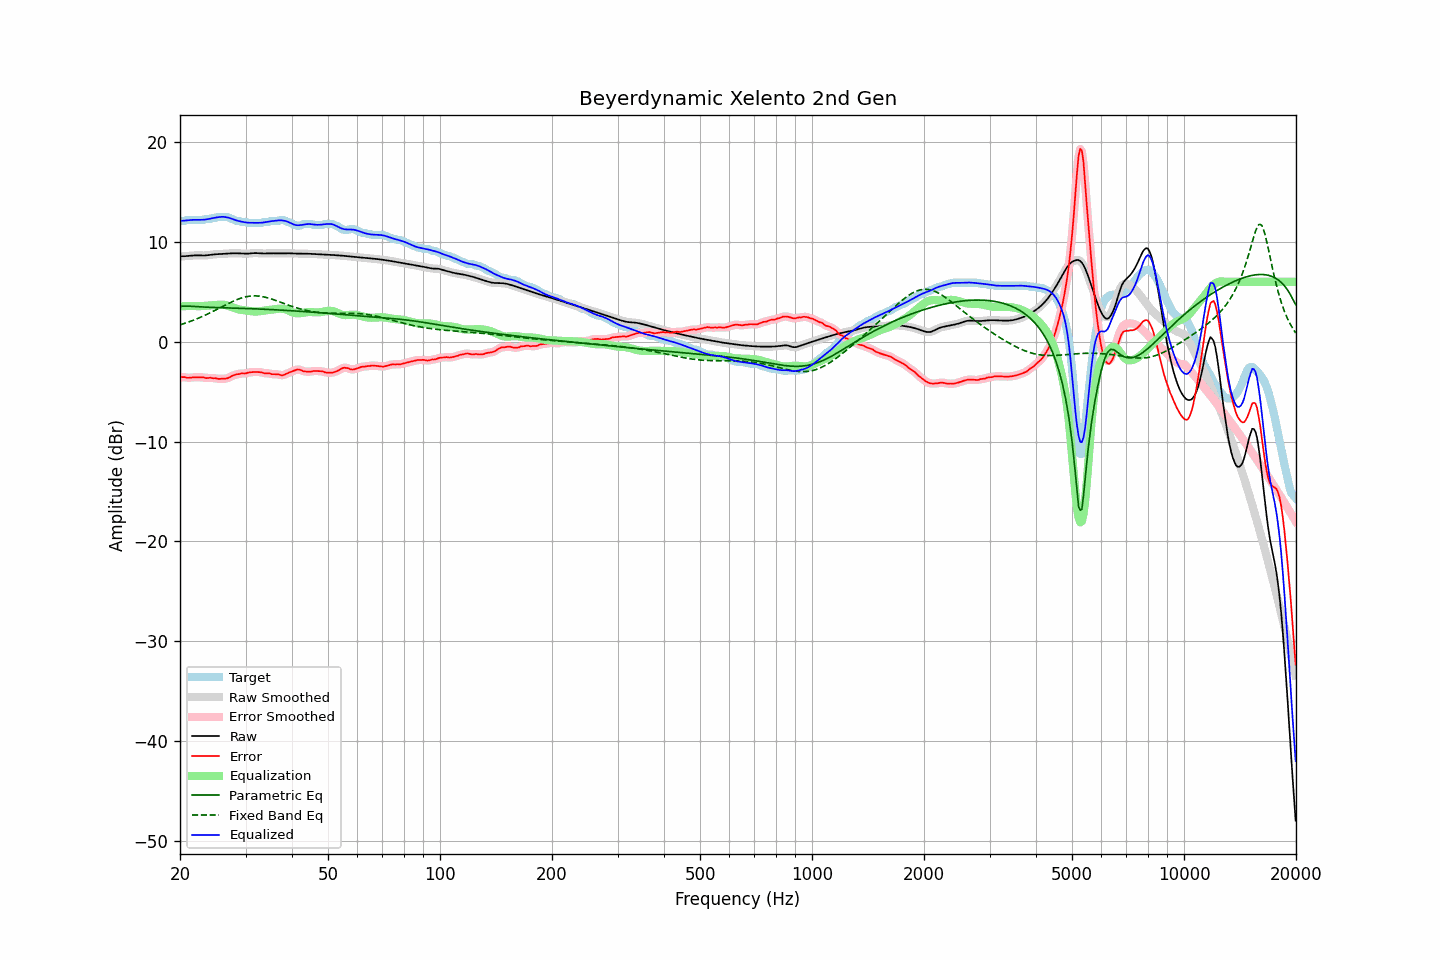 Beyerdynamic Xelento 2nd Gen
20
10
0
−10
−20
−30
−40
−50
Amplitude (dBr)
Target
Raw Smoothed
Error Smoothed
Raw
Error
Equalization
Parametric Eq
Fixed Band Eq
Equalized
20 50 100 200 500 1000 2000 5000 10000 20000
Frequency (Hz)